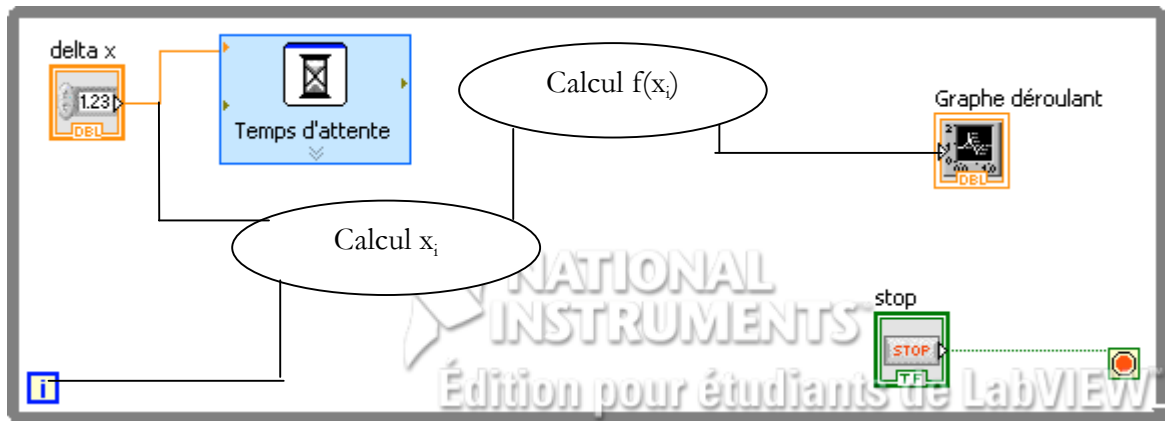 delta x
1.23
DBL
Temps d'attente
Calcul f(xᵢ)
Graphe déroulant
DBL
Calcul xᵢ
NATIONAL
INSTRUMENTS
stop
STOP
TF
i
Édition pour étudiants de LabVIEW